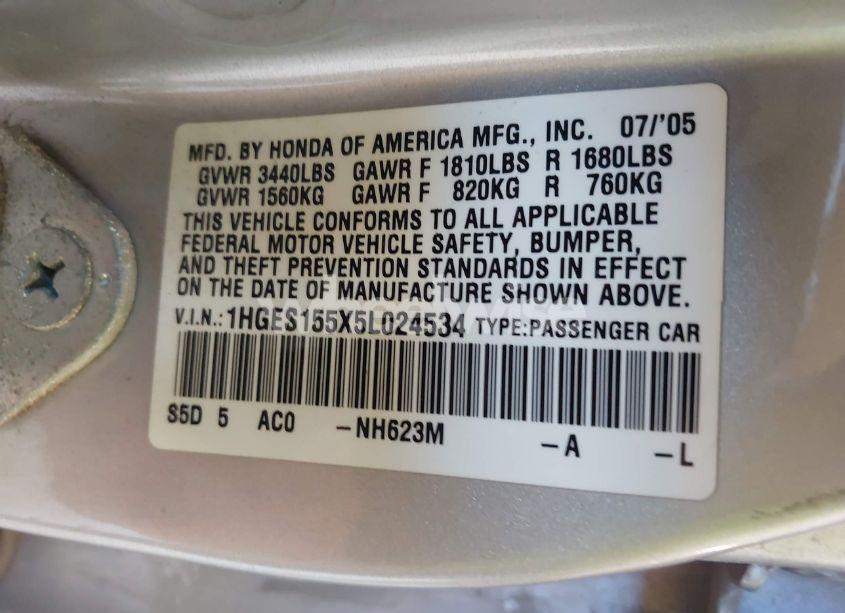 MFD. BY HONDA OF AMERICA MFG., INC. 07/'05
GVWR 3440LBS GAWR F 1810LBS R 1680LBS
GVWR 1560KG GAWR F 820KG R 760KG
THIS VEHICLE CONFORMS TO ALL APPLICABLE
FEDERAL MOTOR VEHICLE SAFETY, BUMPER,
AND THEFT PREVENTION STANDARDS IN EFFECT
ON THE DATE OF MANUFACTURE SHOWN ABOVE.
V.I.N.: 1HGES155X5L024534 TYPE:PASSENGER CAR
S5D 5 AC0 -NH623M -A -L